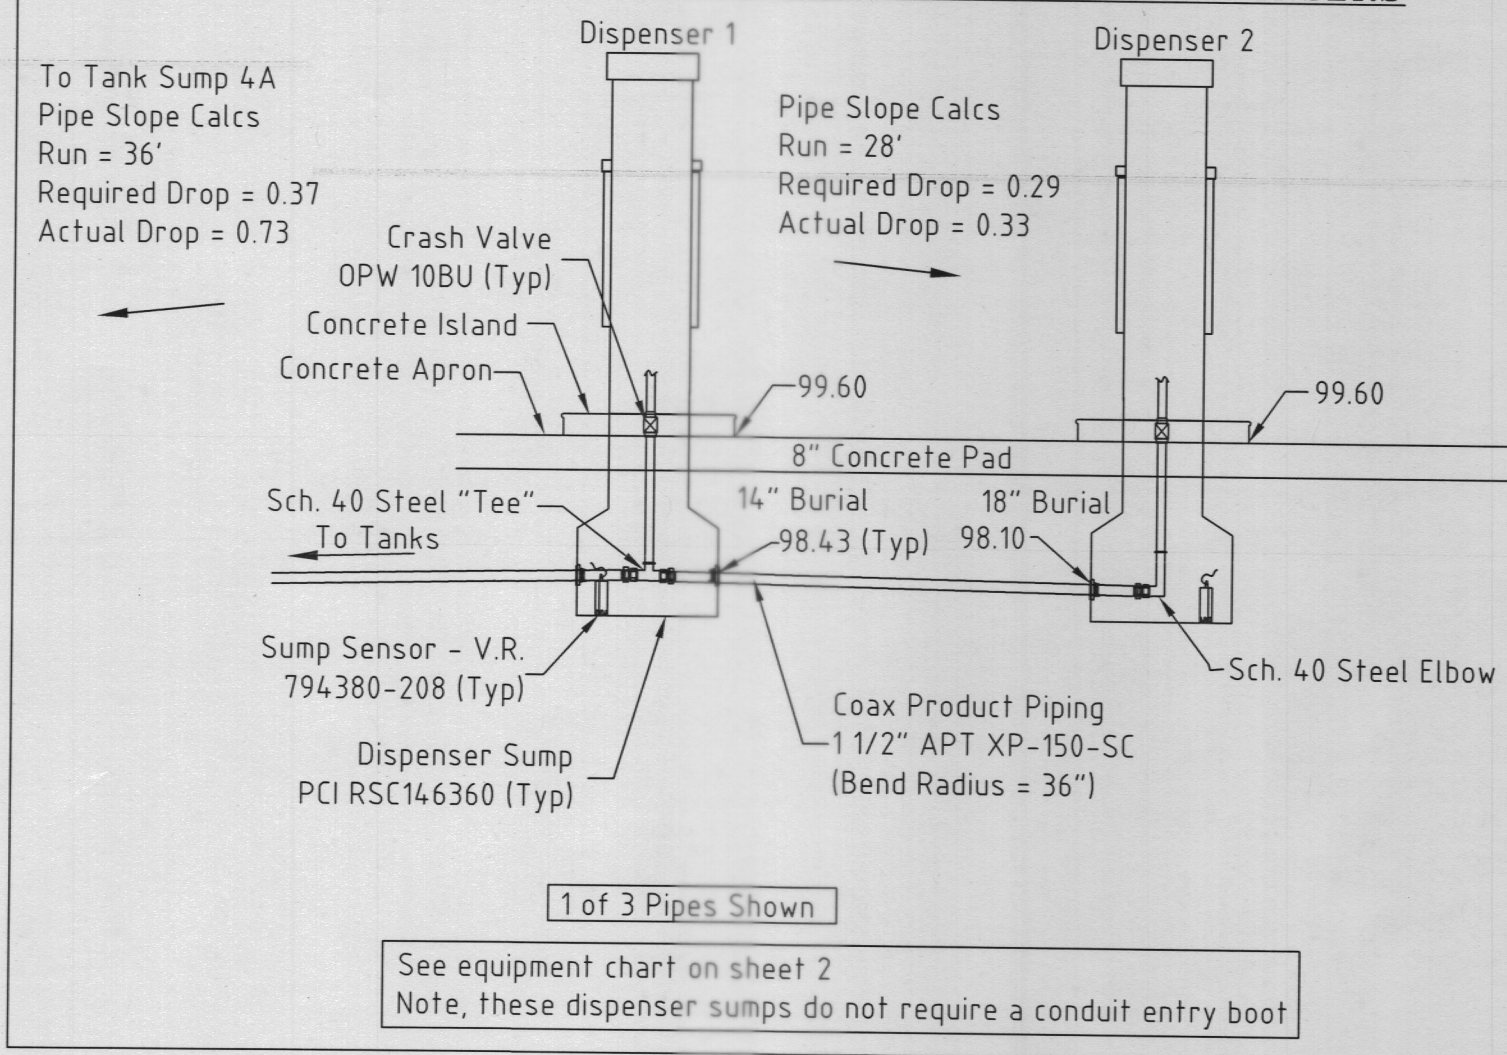 Dispenser 1
Dispenser 2
To Tank Sump 4A
Pipe Slope Calcs
Run = 36'
Required Drop = 0.37
Actual Drop = 0.73
Pipe Slope Calcs
Run = 28'
Required Drop = 0.29
Actual Drop = 0.33
Crash Valve
OPW 10BU (Typ)
Concrete Island
Concrete Apron
99.60
99.60
8" Concrete Pad
Sch. 40 Steel "Tee"
To Tanks
14" Burial
98.43 (Typ)
18" Burial
98.10
Sump Sensor - V.R.
794380-208 (Typ)
Sch. 40 Steel Elbow
Dispenser Sump
PCI RSC146360 (Typ)
Coax Product Piping
1 1/2" APT XP-150-SC
(Bend Radius = 36")
1 of 3 Pipes Shown
See equipment chart on sheet 2
Note, these dispenser sumps do not require a conduit entry boot